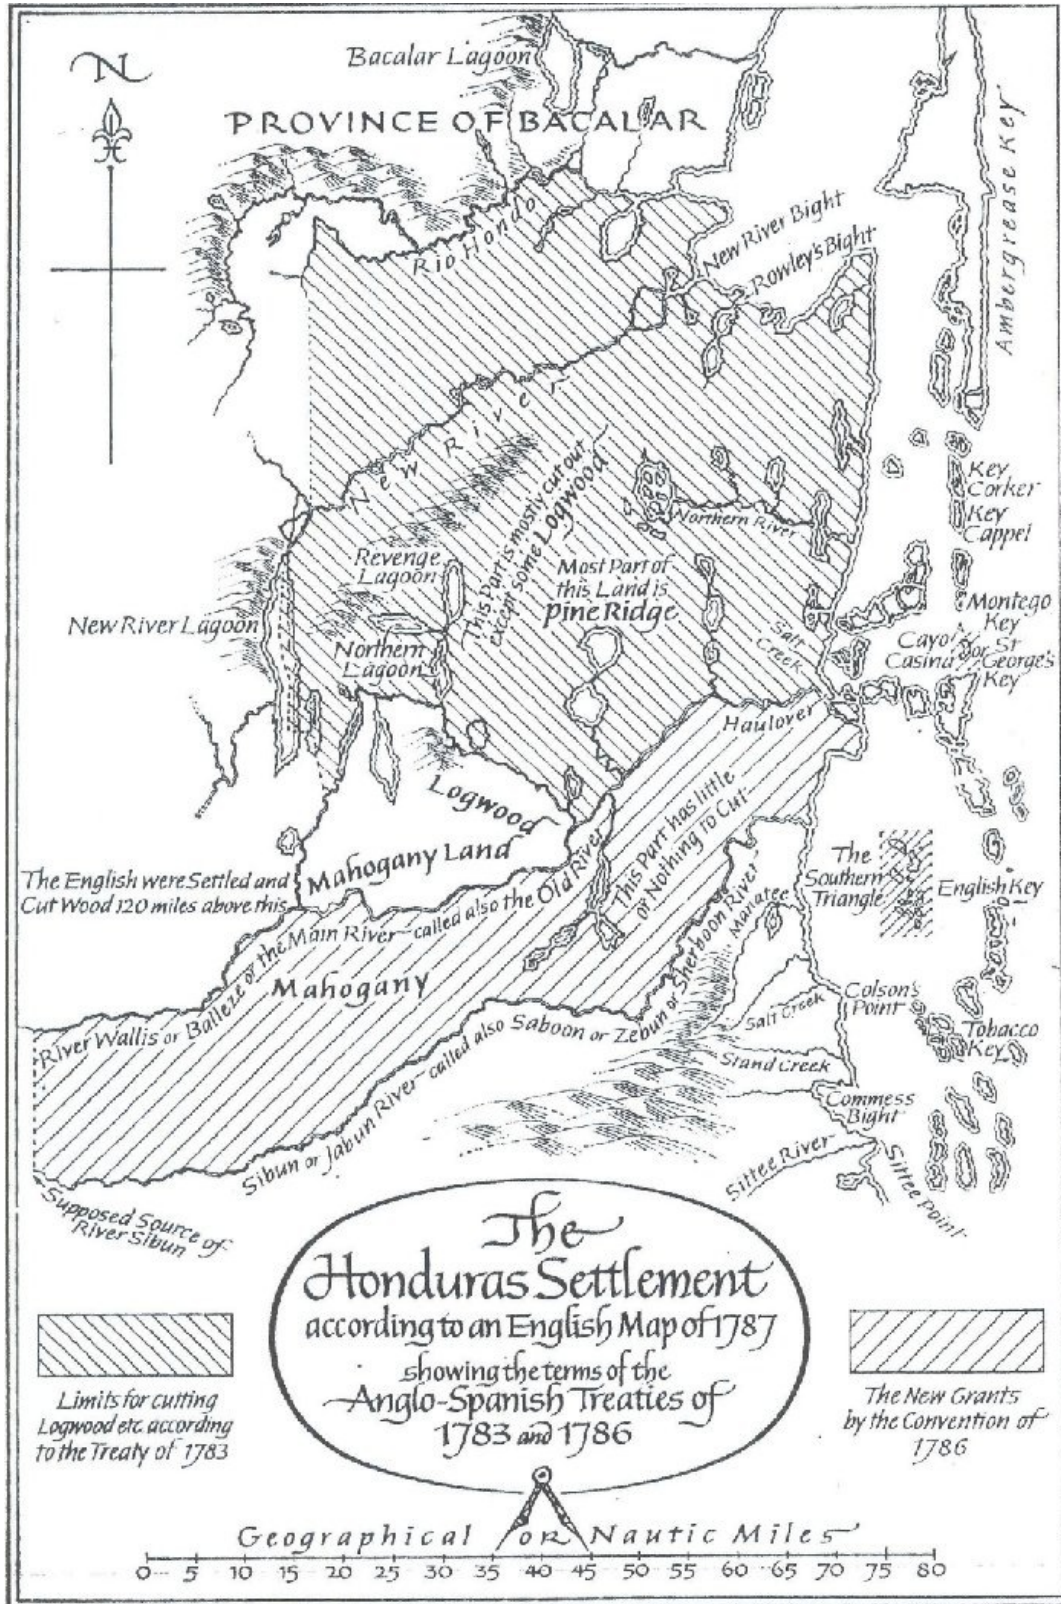 N
Bacalar Lagoon
PROVINCE OF BACALAR
Ambergrease Key
Rio Hondo
New River Bight
Rowley's Bight
New River
This Part is mostly cut out
except some Logwood
Key
Corker
Key
Cappel
Northern River
Revenge
Lagoon
Most Part of
this Land is
Pine Ridge
New River Lagoon
Northern
Lagoon
Salt
Creek
Montego
Key
Cayo
Casina
or St
George's
Key
Haulover
Logwood
Mahogany Land
This Part has little
or Nothing to Cut
The
Southern
Triangle
English Key
The English were Settled and
Cut Wood 120 miles above this
River Wallis or Balleze or the Main River called also the Old River
Mahogany
Sibun or Jabun River called also Saboon or Zebun or Sherboon River
Manatee
Salt Creek
Colson's
Point
Tobacco
Key
Stand Creek
Commess
Bight
Sittee River
Sittee Point
Supposed Source of
River Sibun
The
Honduras Settlement
according to an English Map of 1787
showing the terms of the
Anglo-Spanish Treaties of
1783 and 1786
Limits for cutting
Logwood etc. according
to the Treaty of 1783
The New Grants
by the Convention of
1786
Geographical or Nautic Miles
0 5 10 15 20 25 30 35 40 45 50 55 60 65 70 75 80